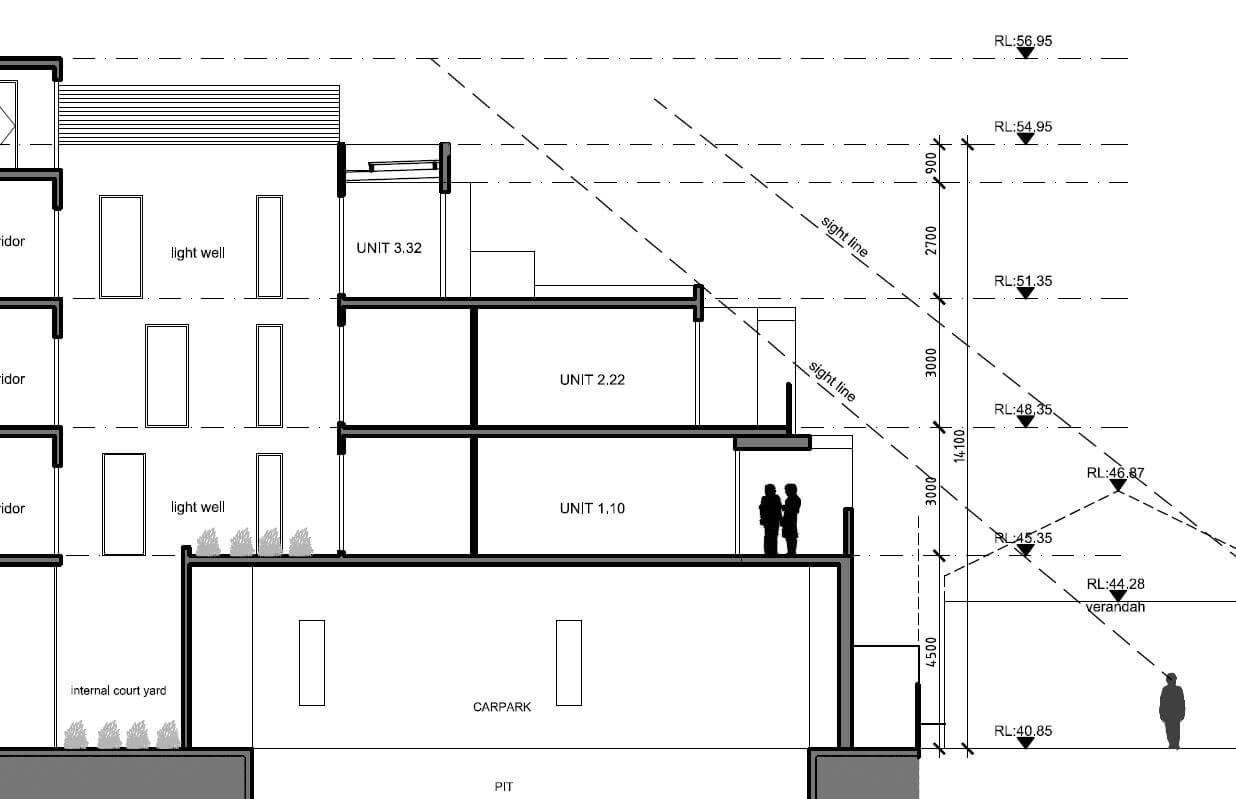 RL:56.95
RL:54.95
900
ridor
light well
UNIT 3.32
2700
sight line
RL:51.35
ridor
UNIT 2.22
3000
sight line
RL:48.35
14100
RL:46.87
ridor
light well
UNIT 1.10
3000
RL:45.35
RL:44.28
verandah
4500
internal court yard
CARPARK
RL:40.85
PIT